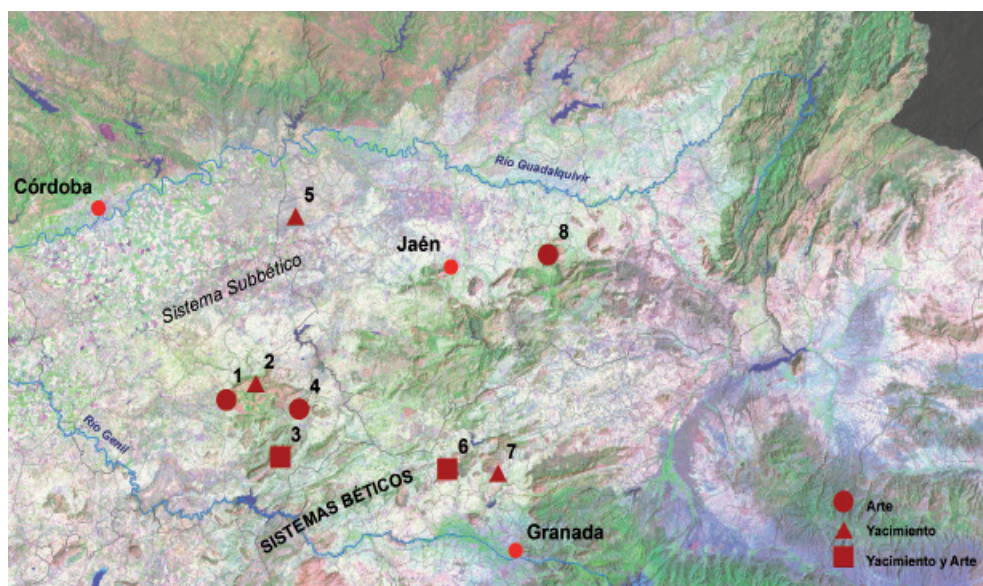 Río Guadalquivir
Córdoba
5
Jaén
8
Sistema Subbético
1
2
4
Río Genil
3
6
7
SISTEMAS BÉTICOS
Granada
Arte
Yacimiento
Yacimiento y Arte